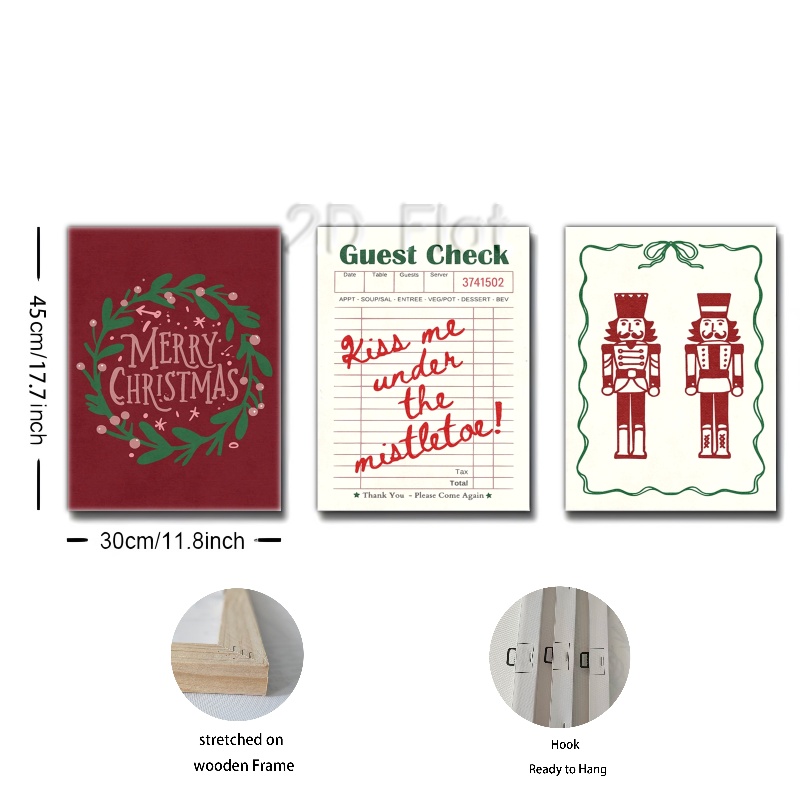 2D Flat
MERRY
CHRISTMAS
Guest Check
Date Table Guests Server
3741502
APPT - SOUP/SAL - ENTREE - VEG/POT - DESSERT - BEV
Kiss me
under
the
mistletoe!
Tax
Total
★ Thank You - Please Come Again ★
45cm/17.7inch
30cm/11.8inch
stretched on
wooden Frame
Hook
Ready to Hang